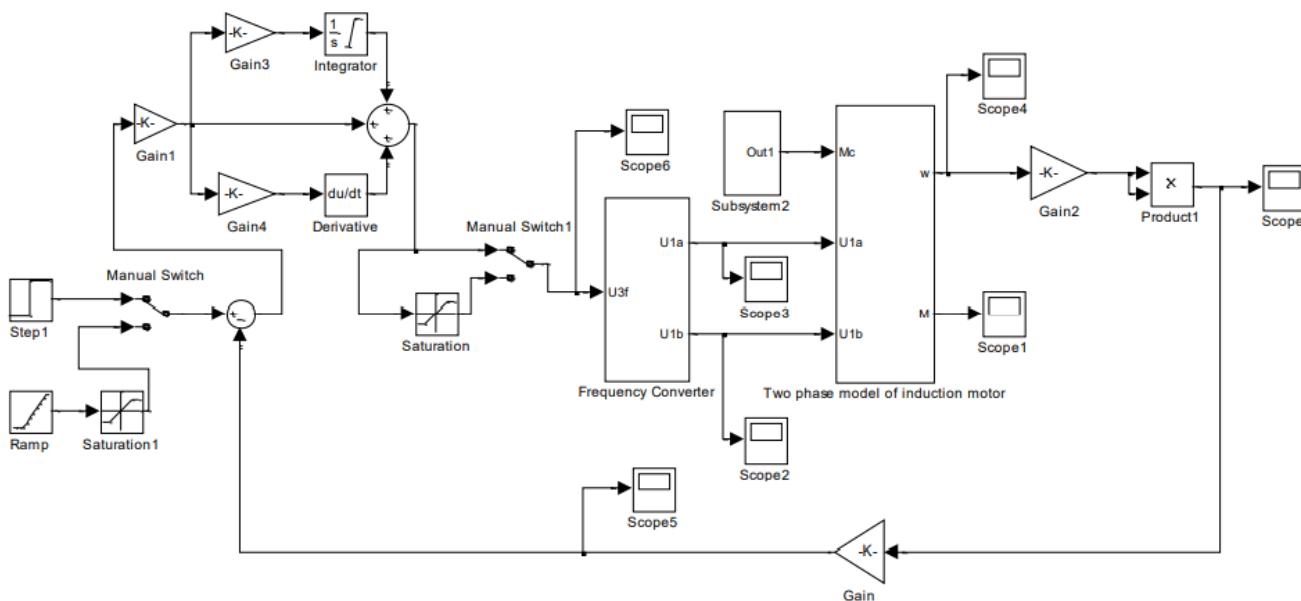 -K-
Gain3
1
s
Integrator
-K-
Gain1
-K-
Gain4
du/dt
Derivative
Manual Switch
Step1
Ramp
Saturation1
Saturation
Manual Switch1
Scope6
U3f
U1a
U1b
Frequency Converter
Out1
Subsystem2
Scope3
Scope2
Mc
U1a
U1b
w
M
Two phase model of induction motor
Scope4
Scope1
-K-
Gain2
x
Product1
Scope
Scope5
-K-
Gain